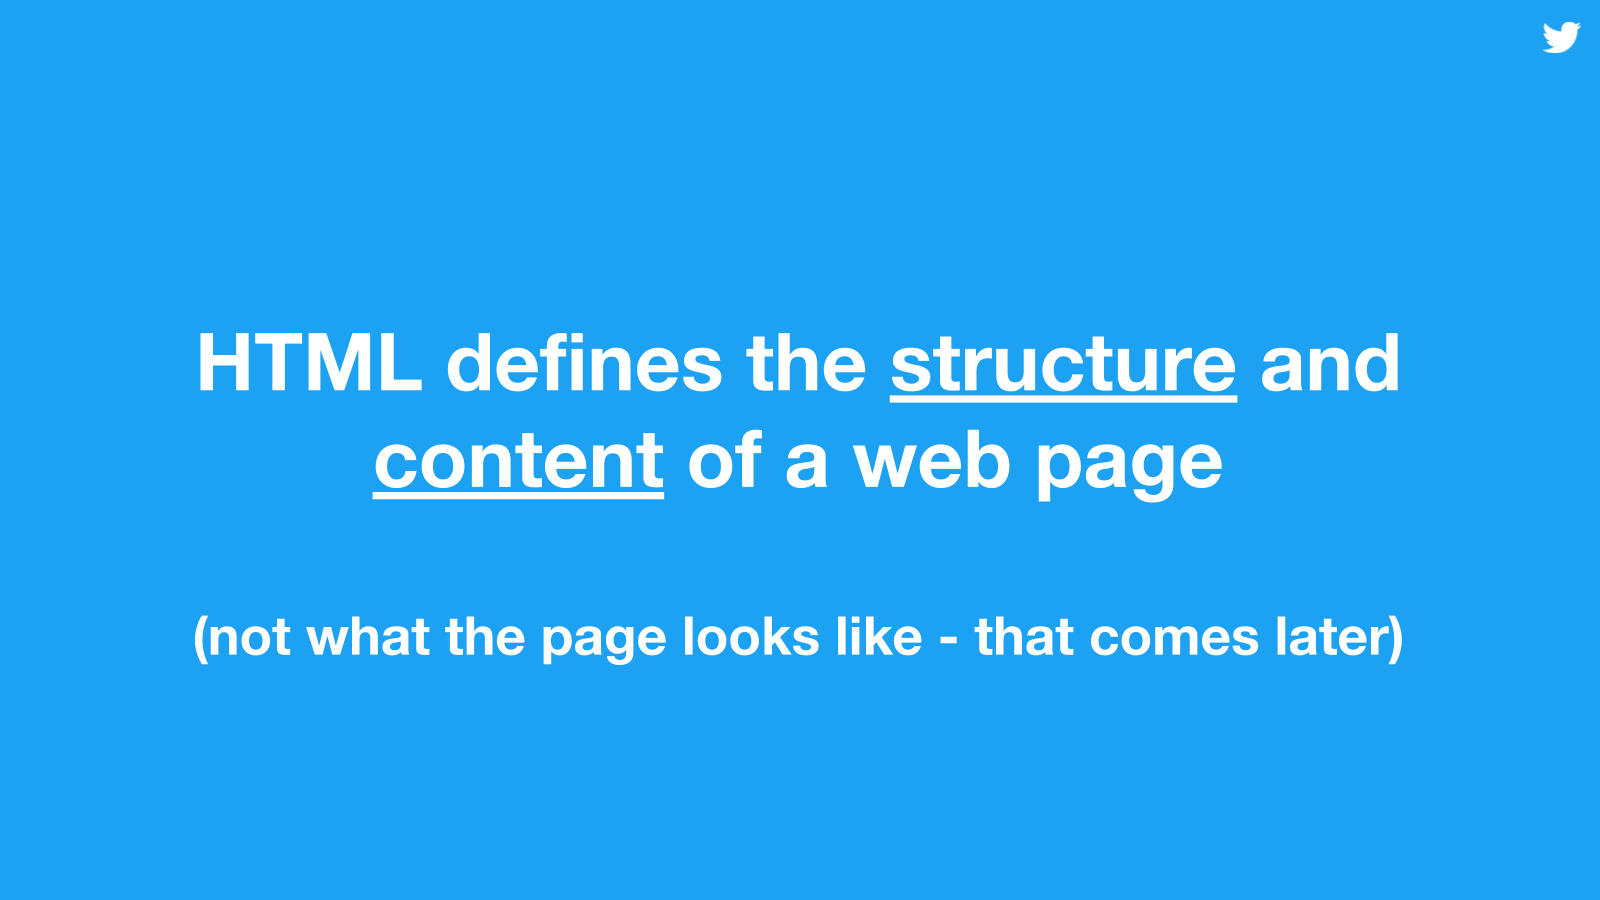 HTML defines the structure and
content of a web page
(not what the page looks like - that comes later)